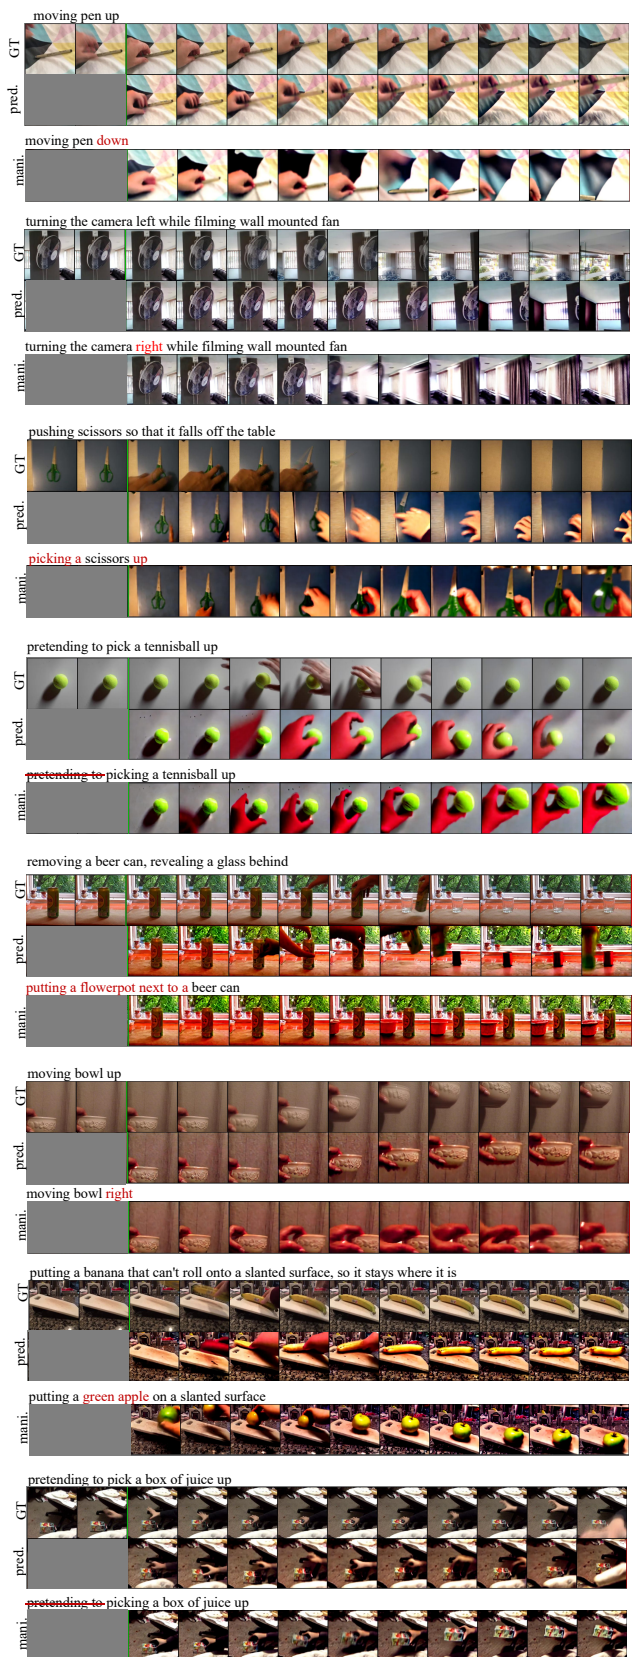 moving pen up
GT
pred.
moving pen down
mani.
turning the camera left while filming wall mounted fan
GT
pred.
turning the camera right while filming wall mounted fan
mani.
pushing scissors so that it falls off the table
GT
pred.
picking a scissors up
mani.
pretending to pick a tennisball up
GT
pred.
pretending to picking a tennisball up
mani.
removing a beer can, revealing a glass behind
GT
pred.
putting a flowerpot next to a beer can
mani.
moving bowl up
GT
pred.
moving bowl right
mani.
putting a banana that can't roll onto a slanted surface, so it stays where it is
GT
pred.
putting a green apple on a slanted surface
mani.
pretending to pick a box of juice up
GT
pred.
pretending to picking a box of juice up
mani.